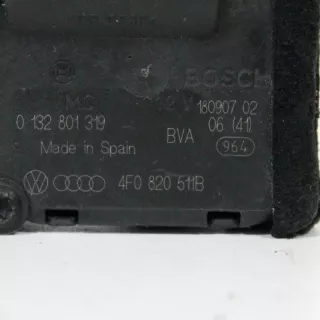 BOSCH
180907 02
0 132 801 319
06 (41)
Made in Spain
BVA
964
4F0 820 511B